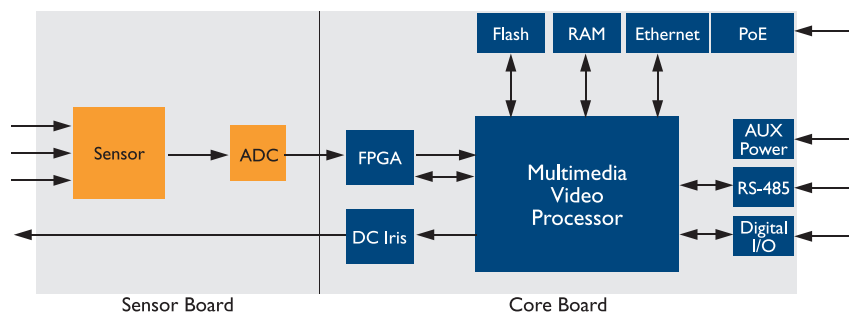 Flash
RAM
Ethernet
PoE
Sensor
ADC
FPGA
Multimedia
Video
Processor
AUX
Power
RS-485
DC Iris
Digital
I/O
Sensor Board
Core Board